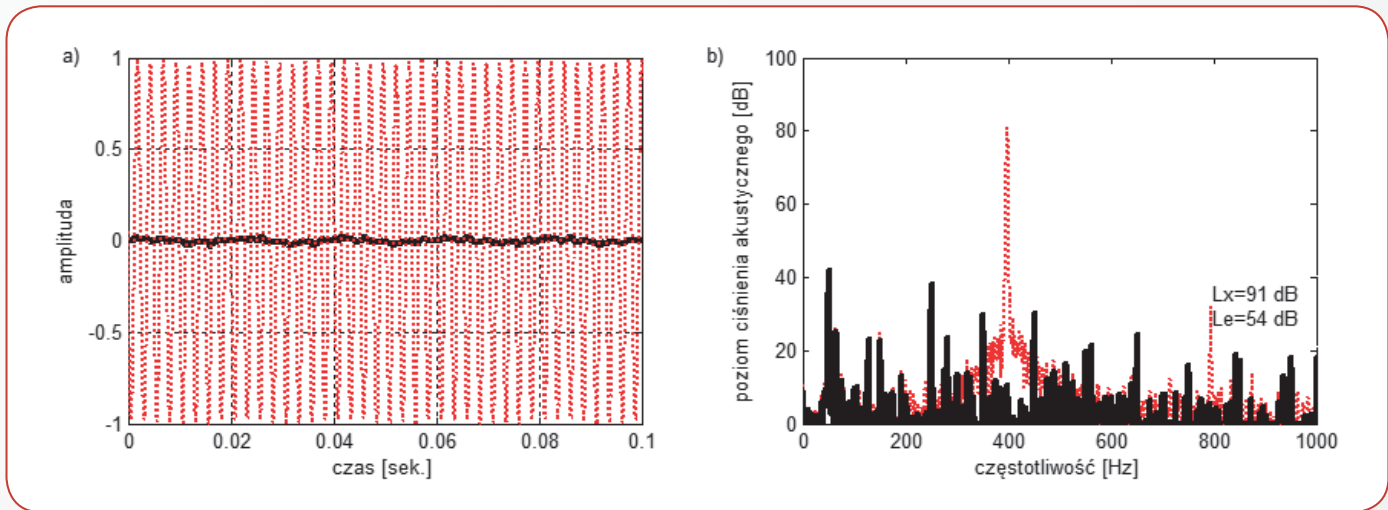 a)
1
0.5
0
-0.5
-1
amplituda
0
0.02
0.04
0.06
0.08
0.1
czas [sek.]
b)
100
80
60
40
20
0
poziom ciśnienia akustycznego [dB]
Lx=91 dB
Le=54 dB
0
200
400
600
800
1000
częstotliwość [Hz]